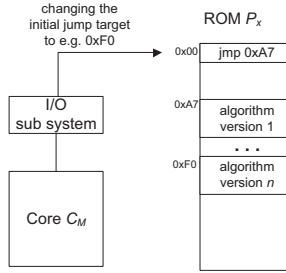 changing the
initial jump target
to e.g. 0xF0
I/O
sub system
Core CM
ROM Px
0x00
jmp 0xA7
0xA7
algorithm
version 1
. . .
0xF0
algorithm
version n